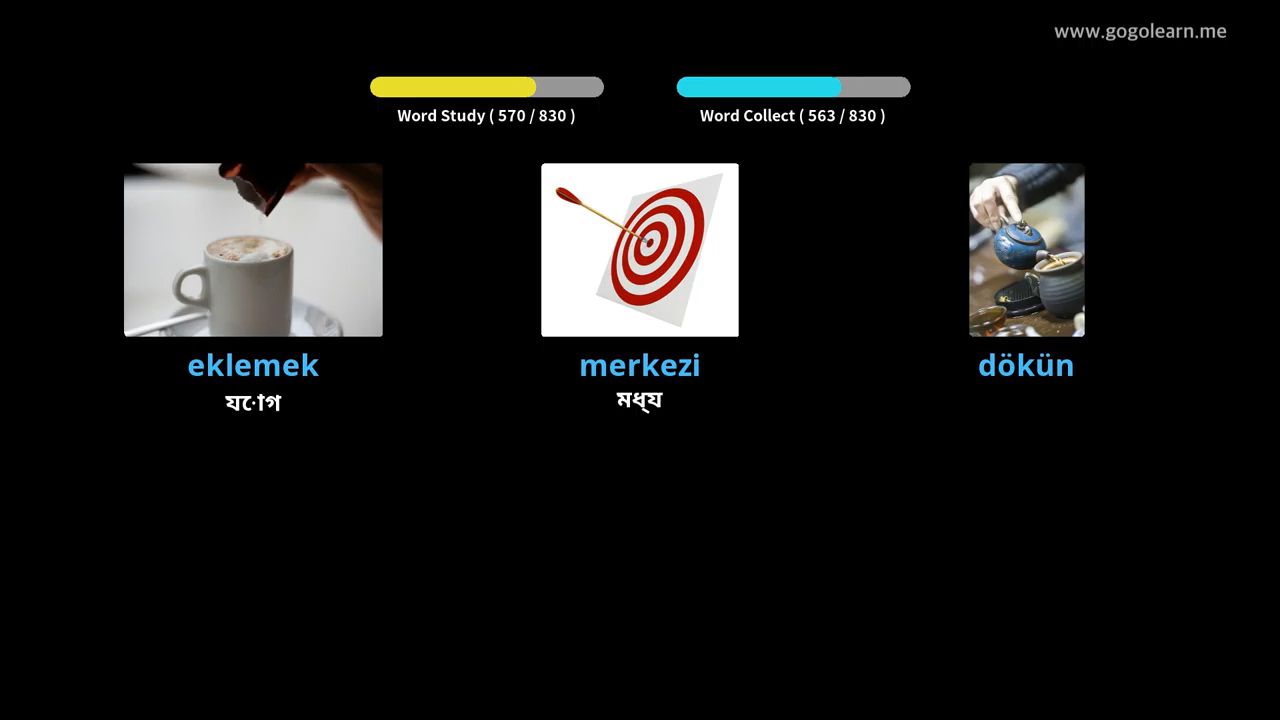 www.gogolearn.me
Word Study ( 570 / 830 )
Word Collect ( 563 / 830 )
eklemek
merkezi
dökün
যোগ
মধ্য